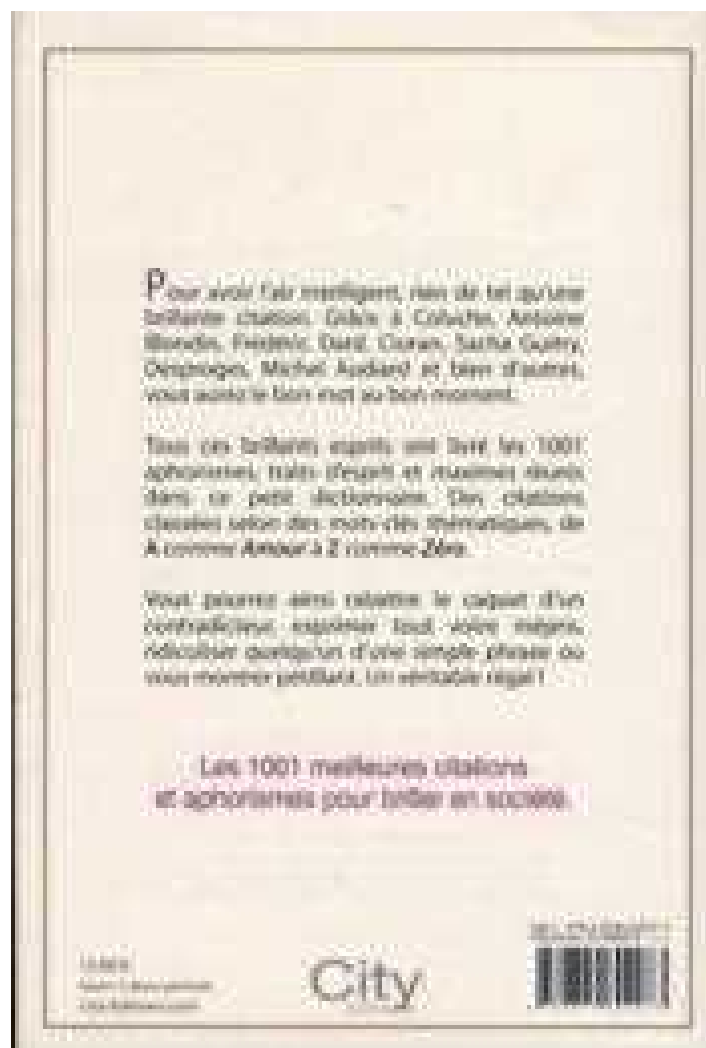 Pour avoir l'air intelligent, rien de tel qu'une
brillante citation. Grâce à Coluche, Antoine
Blondin, Frédéric Dard, Cioran, Sacha Guitry,
Desproges, Michel Audiard et bien d'autres,
vous aurez le bon mot au bon moment.
Tous ces brillants esprits ont livré les 1001
aphorismes, traits d'esprit et maximes réunis
dans ce petit dictionnaire. Des citations
classées selon des mots-clés thématiques, de
A comme Amour à Z comme Zéro.
Vous pourrez ainsi rabattre le caquet d'un
contradicteur, exprimer tout votre mépris,
ridiculiser quelqu'un d'une simple phrase ou
vous montrer pétillant. Un véritable régal !
Les 1001 meilleures citations
et aphorismes pour briller en société.
City